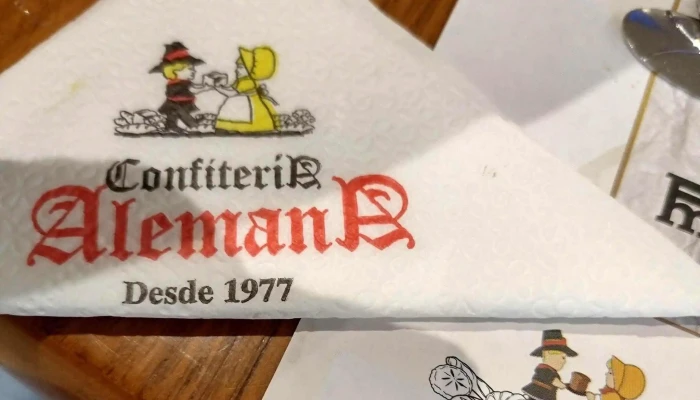 ConfiteriA
AlemanA
Desde 1977